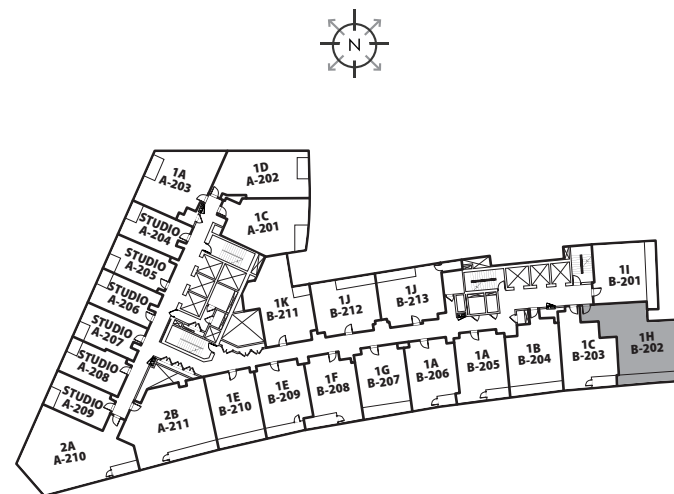 N
1D
A-202
1A
A-203
1C
A-201
STUDIO
A-204
STUDIO
A-205
STUDIO
A-206
STUDIO
A-207
STUDIO
A-208
STUDIO
A-209
2A
A-210
2B
A-211
1K
B-211
1J
B-212
1J
B-213
1I
B-201
1H
B-202
1C
B-203
1B
B-204
1A
B-205
1A
B-206
1G
B-207
1F
B-208
1E
B-209
1E
B-210